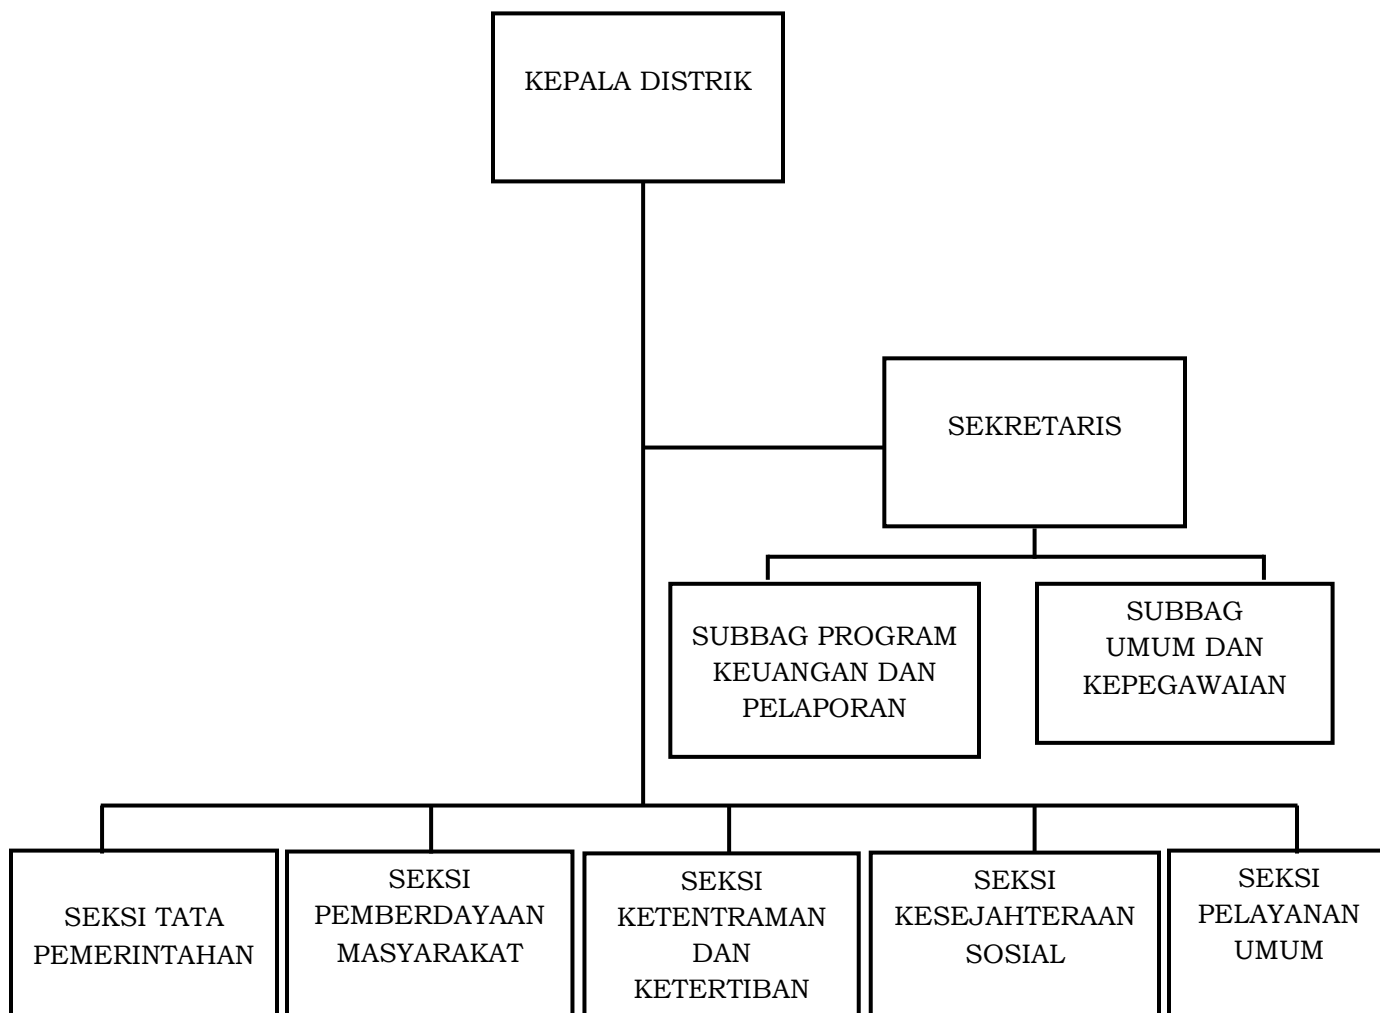 KEPALA DISTRIK
SEKRETARIS
SUBBAG PROGRAM
KEUANGAN DAN
PELAPORAN
SUBBAG
UMUM DAN
KEPEGAWAIAN
SEKSI TATA
PEMERINTAHAN
SEKSI
PEMBERDAYAAN
MASYARAKAT
SEKSI
KETENTRAMAN
DAN
KETERTIBAN
SEKSI
KESEJAHTERAAN
SOSIAL
SEKSI
PELAYANAN
UMUM